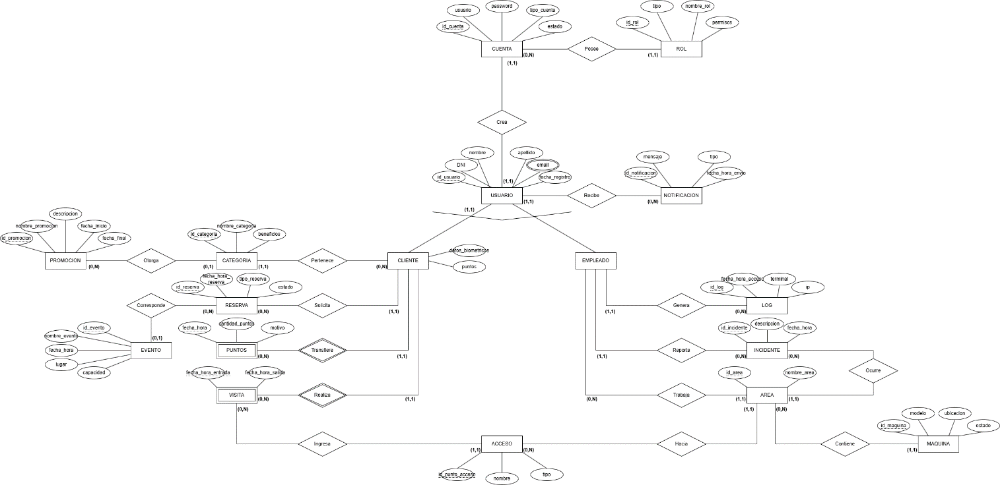 usuario
password
tipo_cuenta
id_cuenta
estado
CUENTA
(0,N)
(1,1)
Posee
tipo
nombre_rol
id_rol
permisos
ROL
(1,1)
Crea
nombre
apellido
DNI
email
id_usuario
fecha_registro
(1,1)
USUARIO
(1,1)
(1,1)
Recibe
mensaje
tipo
id_notificacion
fecha_hora_envio
NOTIFICACION
(0,N)
descripcion
nombre_promocion
fecha_inicio
id_promocion
fecha_final
PROMOCION
(0,N)
Otorga
nombre_categoria
id_categoria
beneficios
CATEGORIA
(0,1)
(1,1)
Pertenece
CLIENTE
(0,N)
datos_biometricos
puntos
EMPLEADO
fecha_hora_
reserva
tipo_reserva
id_reserva
estado
Corresponde
RESERVA
(0,N)
(0,N)
Solicita
(1,1)
fecha_hora_acceso
terminal
id_log
ip
Genera
LOG
(1,1)
(0,N)
id_evento
nombre_evento
fecha_hora
lugar
capacidad
(0,1)
EVENTO
fecha_hora
cantidad_puntos
motivo
PUNTOS
(0,N)
Transfiere
(1,1)
id_incidente
descripcion
fecha_hora
Reporta
INCIDENTE
(1,1)
(0,N)
(0,N)
Ocurre
fecha_hora_entrada
fecha_hora_salida
VISITA
(0,N)
(0,N)
Realiza
(1,1)
id_area
nombre_area
Trabaja
AREA
(0,N)
(1,1)
(1,1)
(1,1)
(0,N)
modelo
ubicacion
id_maquina
estado
Ingresa
ACCESO
(1,1)
(0,N)
Hacia
Contiene
MAQUINA
(1,1)
id_punto_acceso
nombre
tipo